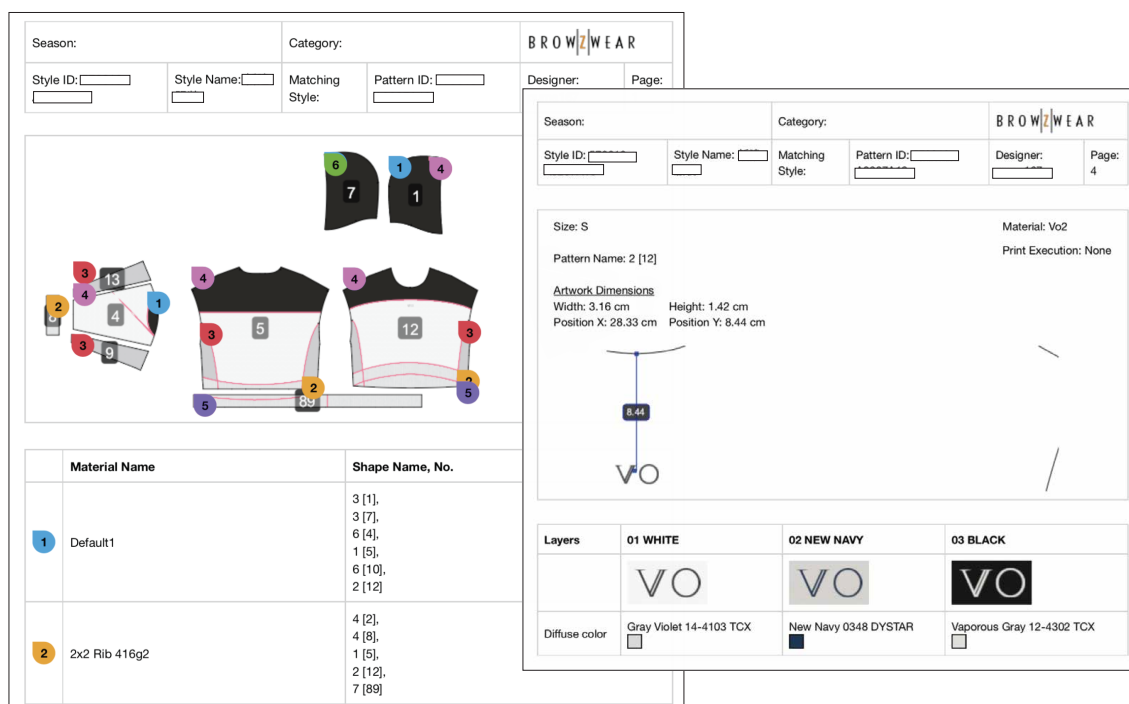 Season:
Category:
BROWZWEAR
Style ID:
Style Name:
Matching
Style:
Pattern ID:
Designer:
Page:
6
7
1
4
1
3
13
4
2
8
4
1
3
9
4
5
3
2
4
12
3
2
5
5
89
Material Name
Shape Name, No.
1
Default1
3 [1],
3 [7],
6 [4],
1 [5],
6 [10],
2 [12]
2
2x2 Rib 416g2
4 [2],
4 [8],
1 [5],
2 [12],
7 [89]
Season:
Category:
BROWZWEAR
Style ID:
Style Name:
Matching
Style:
Pattern ID:
Designer:
Page:
4
Size: S
Material: Vo2
Print Execution: None
Pattern Name: 2 [12]
Artwork Dimensions
Width: 3.16 cm Height: 1.42 cm
Position X: 28.33 cm Position Y: 8.44 cm
8.44
VO
Layers 01 WHITE 02 NEW NAVY 03 BLACK
VO VO VO
Diffuse color Gray Violet 14-4103 TCX New Navy 0348 DYSTAR Vaporous Gray 12-4302 TCX